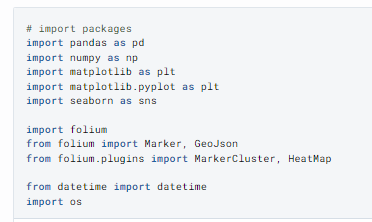 # import packages
import pandas as pd
import numpy as np
import matplotlib as plt
import matplotlib.pyplot as plt
import seaborn as sns
import folium
from folium import Marker, GeoJson
from folium.plugins import MarkerCluster, HeatMap
from datetime import datetime
import os